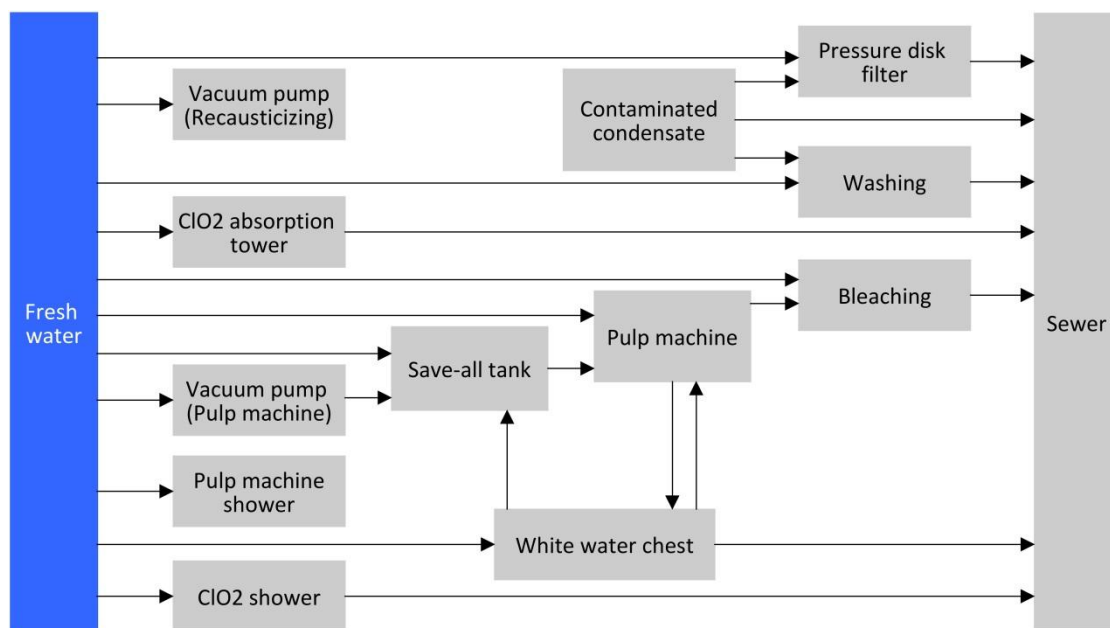 Pressure disk
filter
Vacuum pump
(Recausticizing)
Contaminated
condensate
Washing
ClO2 absorption
tower
Fresh
water
Bleaching
Sewer
Pulp machine
Save-all tank
Vacuum pump
(Pulp machine)
Pulp machine
shower
White water chest
ClO2 shower